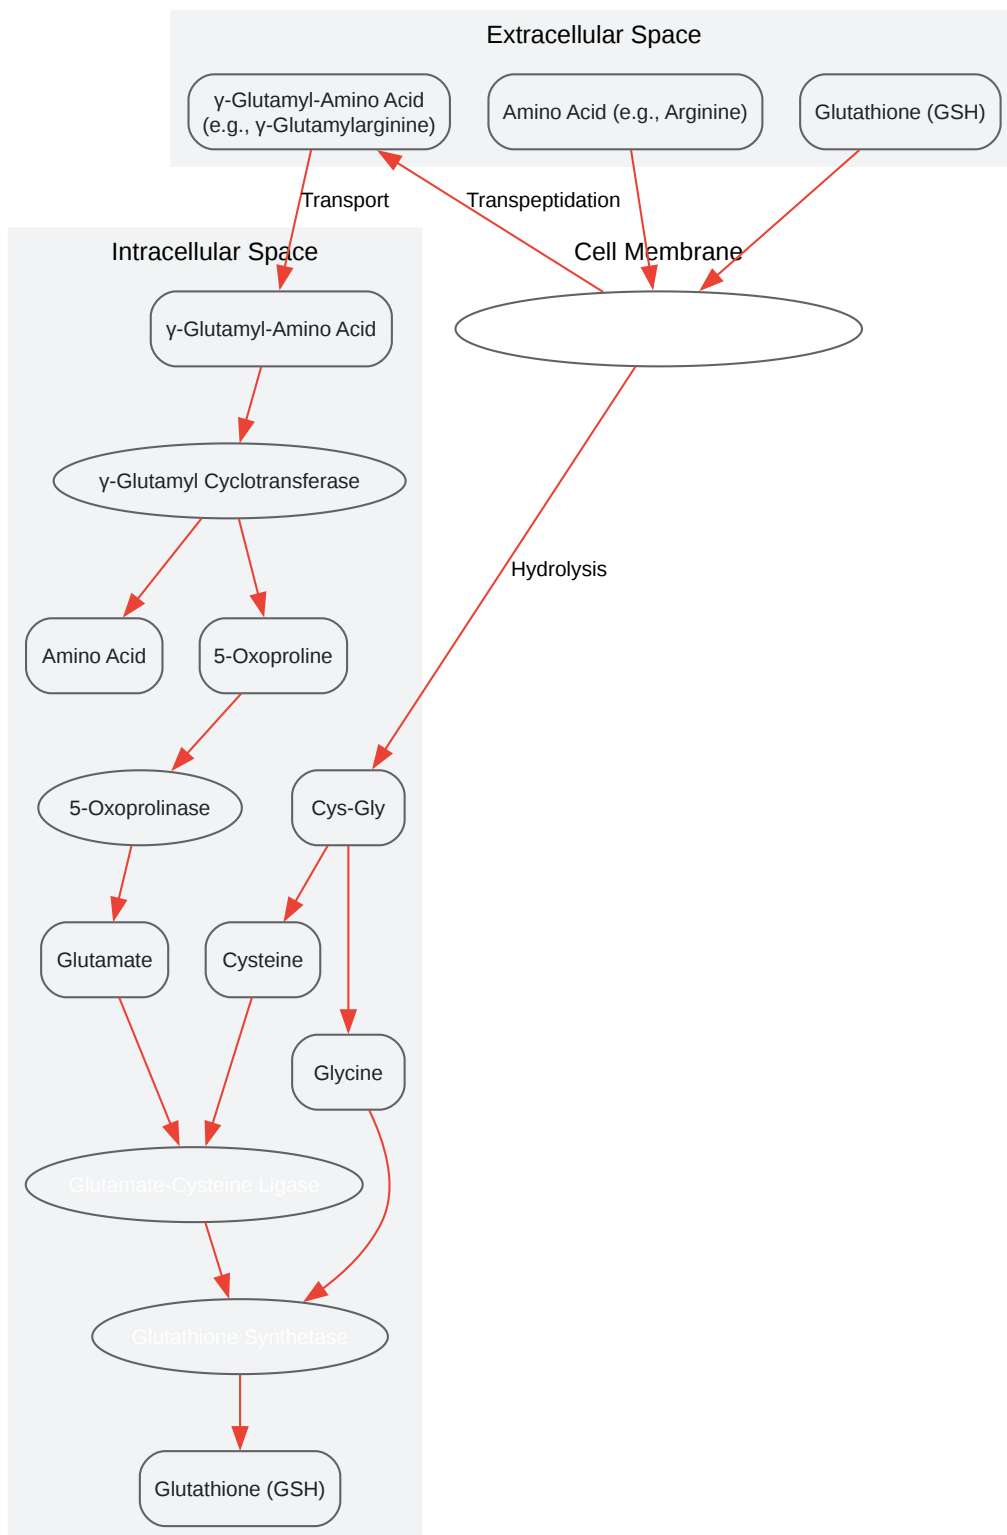 Extracellular Space
γ-Glutamyl-Amino Acid
(e.g., γ-Glutamylarginine)
Amino Acid (e.g., Arginine)
Glutathione (GSH)
Transport
Transpeptidation
Intracellular Space
Cell Membrane
γ-Glutamyl-Amino Acid
γ-Glutamyl Cyclotransferase
Hydrolysis
Amino Acid
5-Oxoproline
5-Oxoprolinase
Cys-Gly
Glutamate
Cysteine
Glycine
Glutamate-Cysteine Ligase
Glutathione Synthetase
Glutathione (GSH)